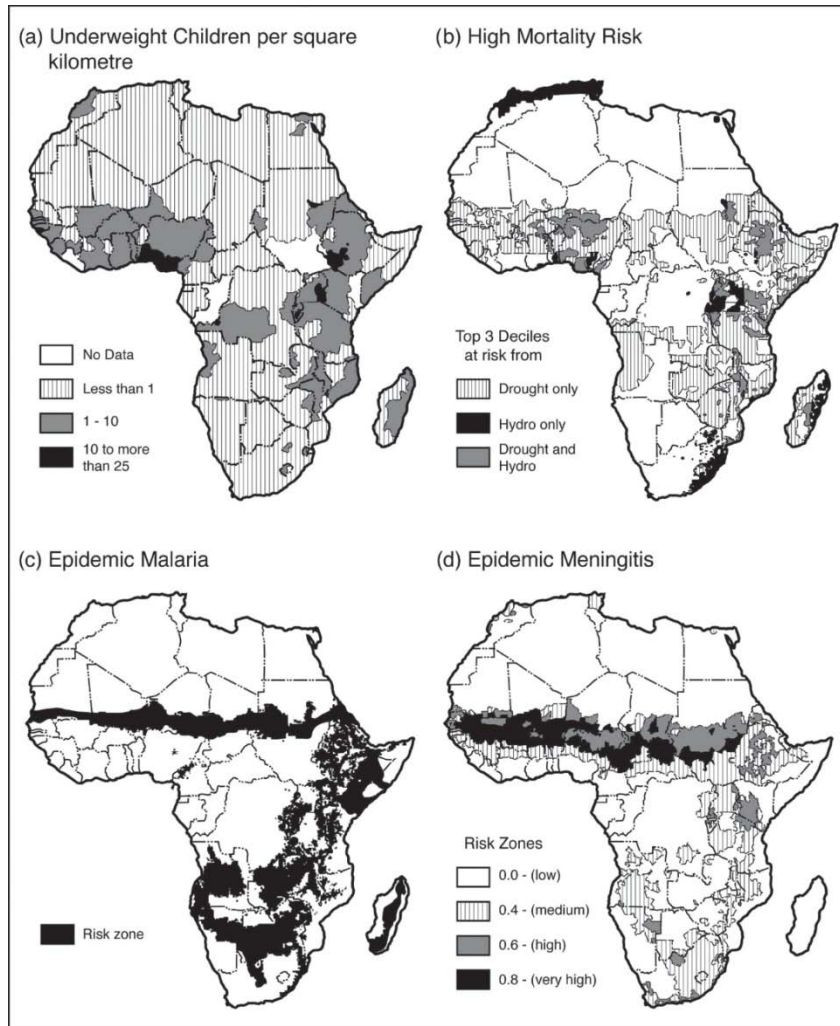 (a) Underweight Children per square
kilometre
No Data
Less than 1
1 - 10
10 to more
than 25
(b) High Mortality Risk
Top 3 Deciles
at risk from
Drought only
Hydro only
Drought and
Hydro
(c) Epidemic Malaria
Risk zone
(d) Epidemic Meningitis
Risk Zones
0.0 - (low)
0.4 - (medium)
0.6 - (high)
0.8 - (very high)